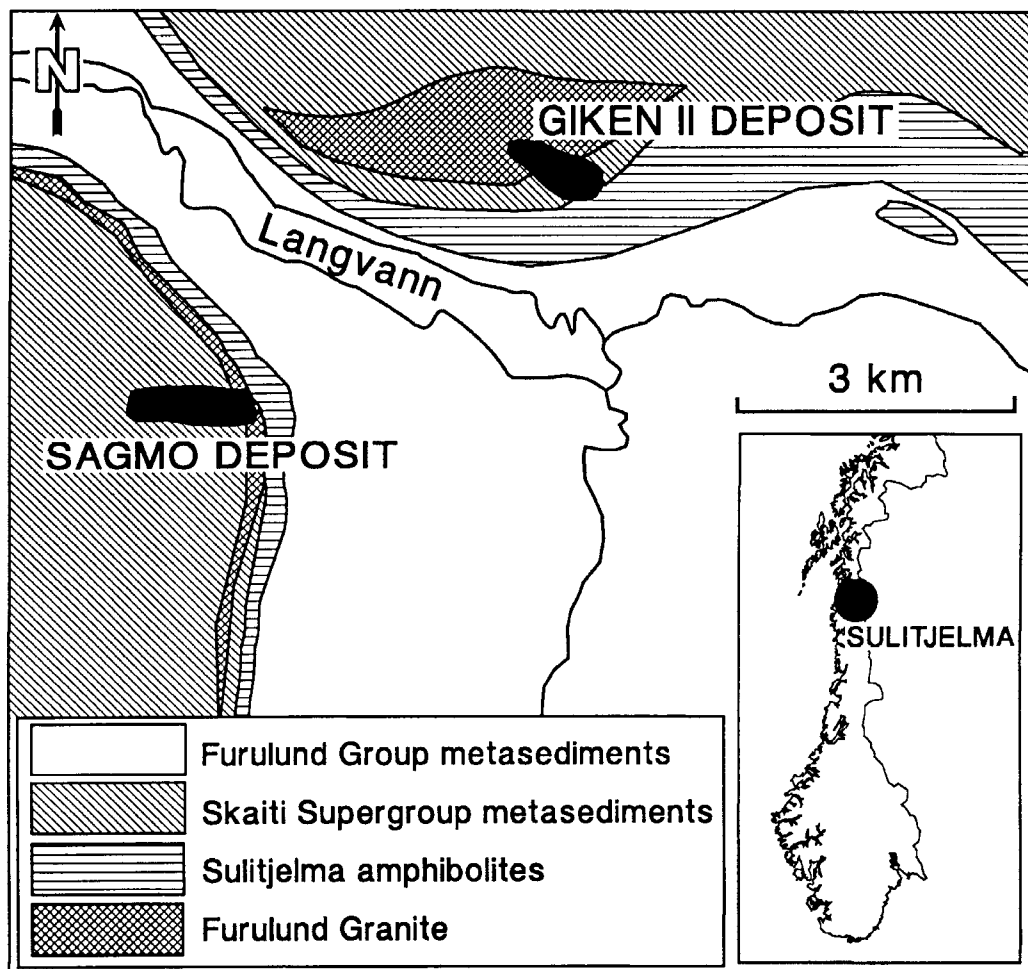 N
GIKEN II DEPOSIT
Langvann
3 km
SAGMO DEPOSIT
SULITJELMA
Furulund Group metasediments
Skaiti Supergroup metasediments
Sulitjelma amphibolites
Furulund Granite